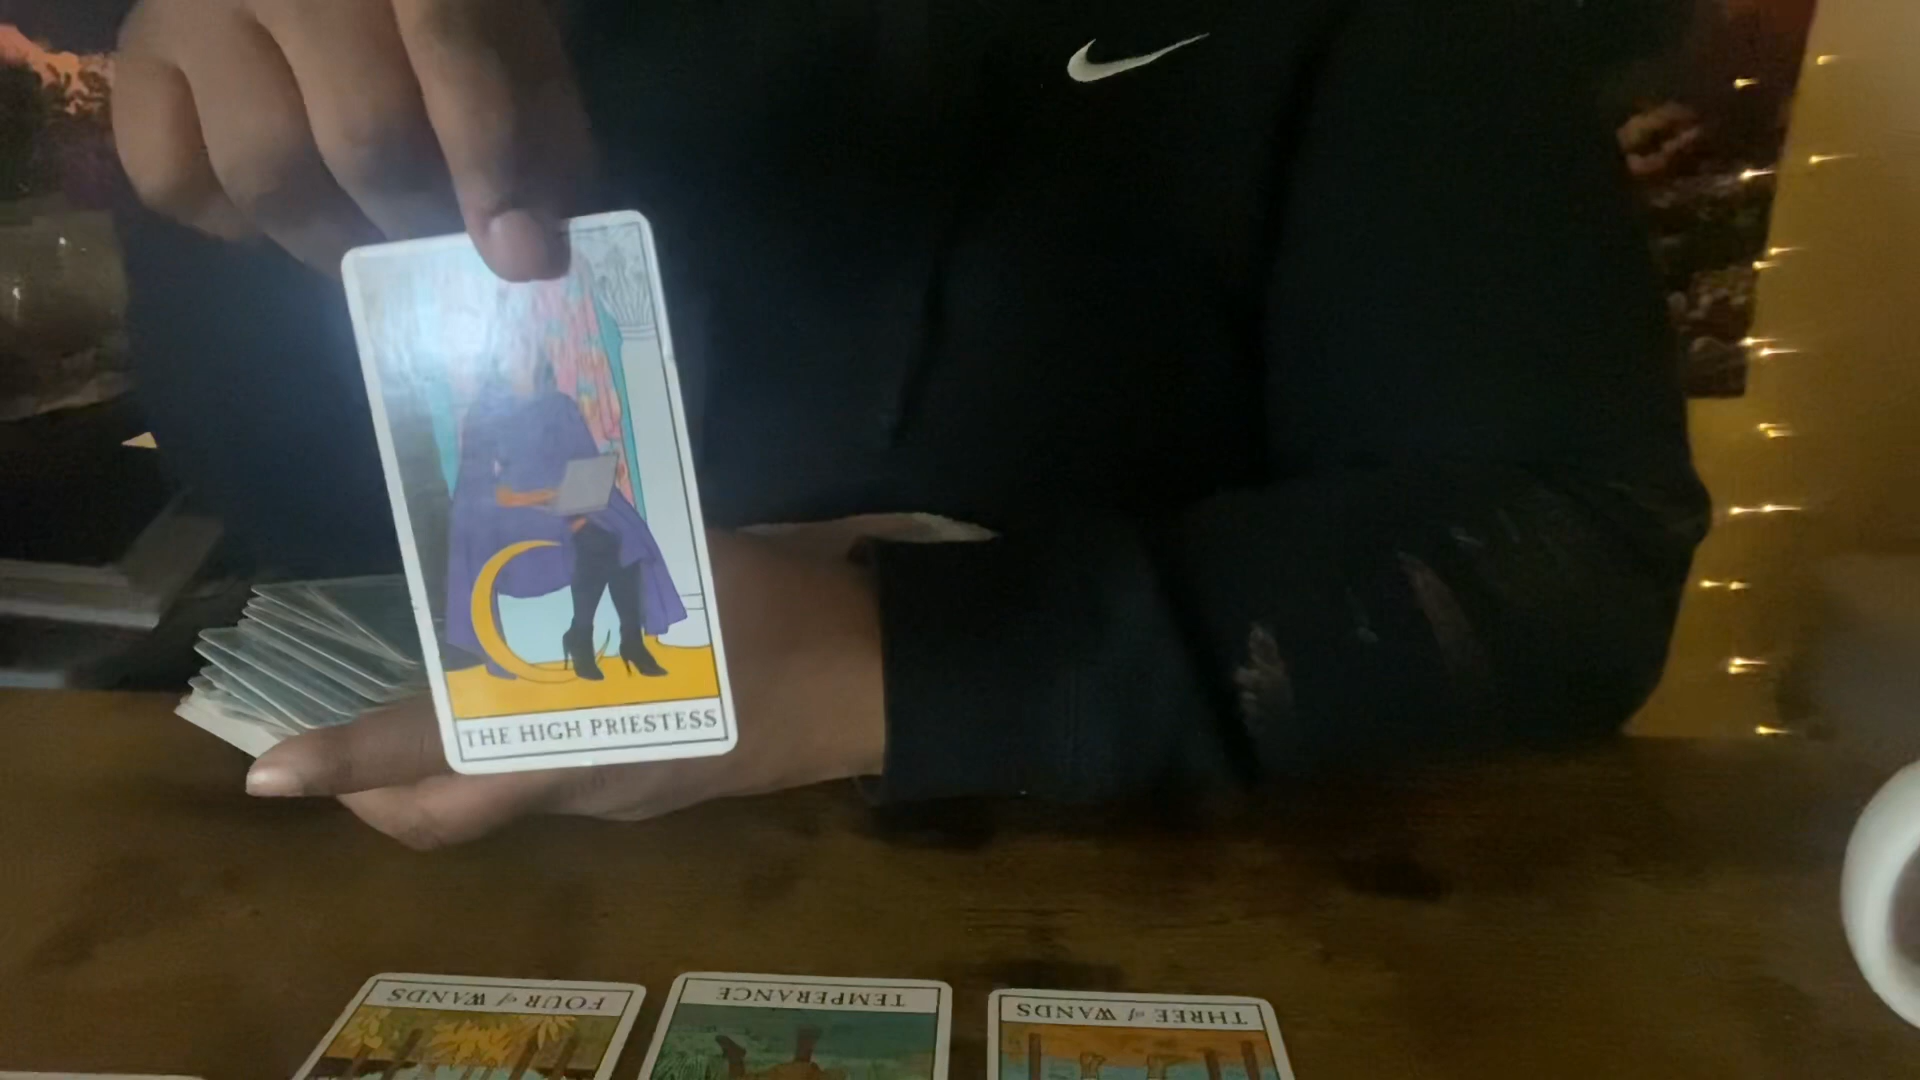 THE HIGH PRIESTESS
FOUR of WANDS
TEMPERANCE
THREE of WANDS